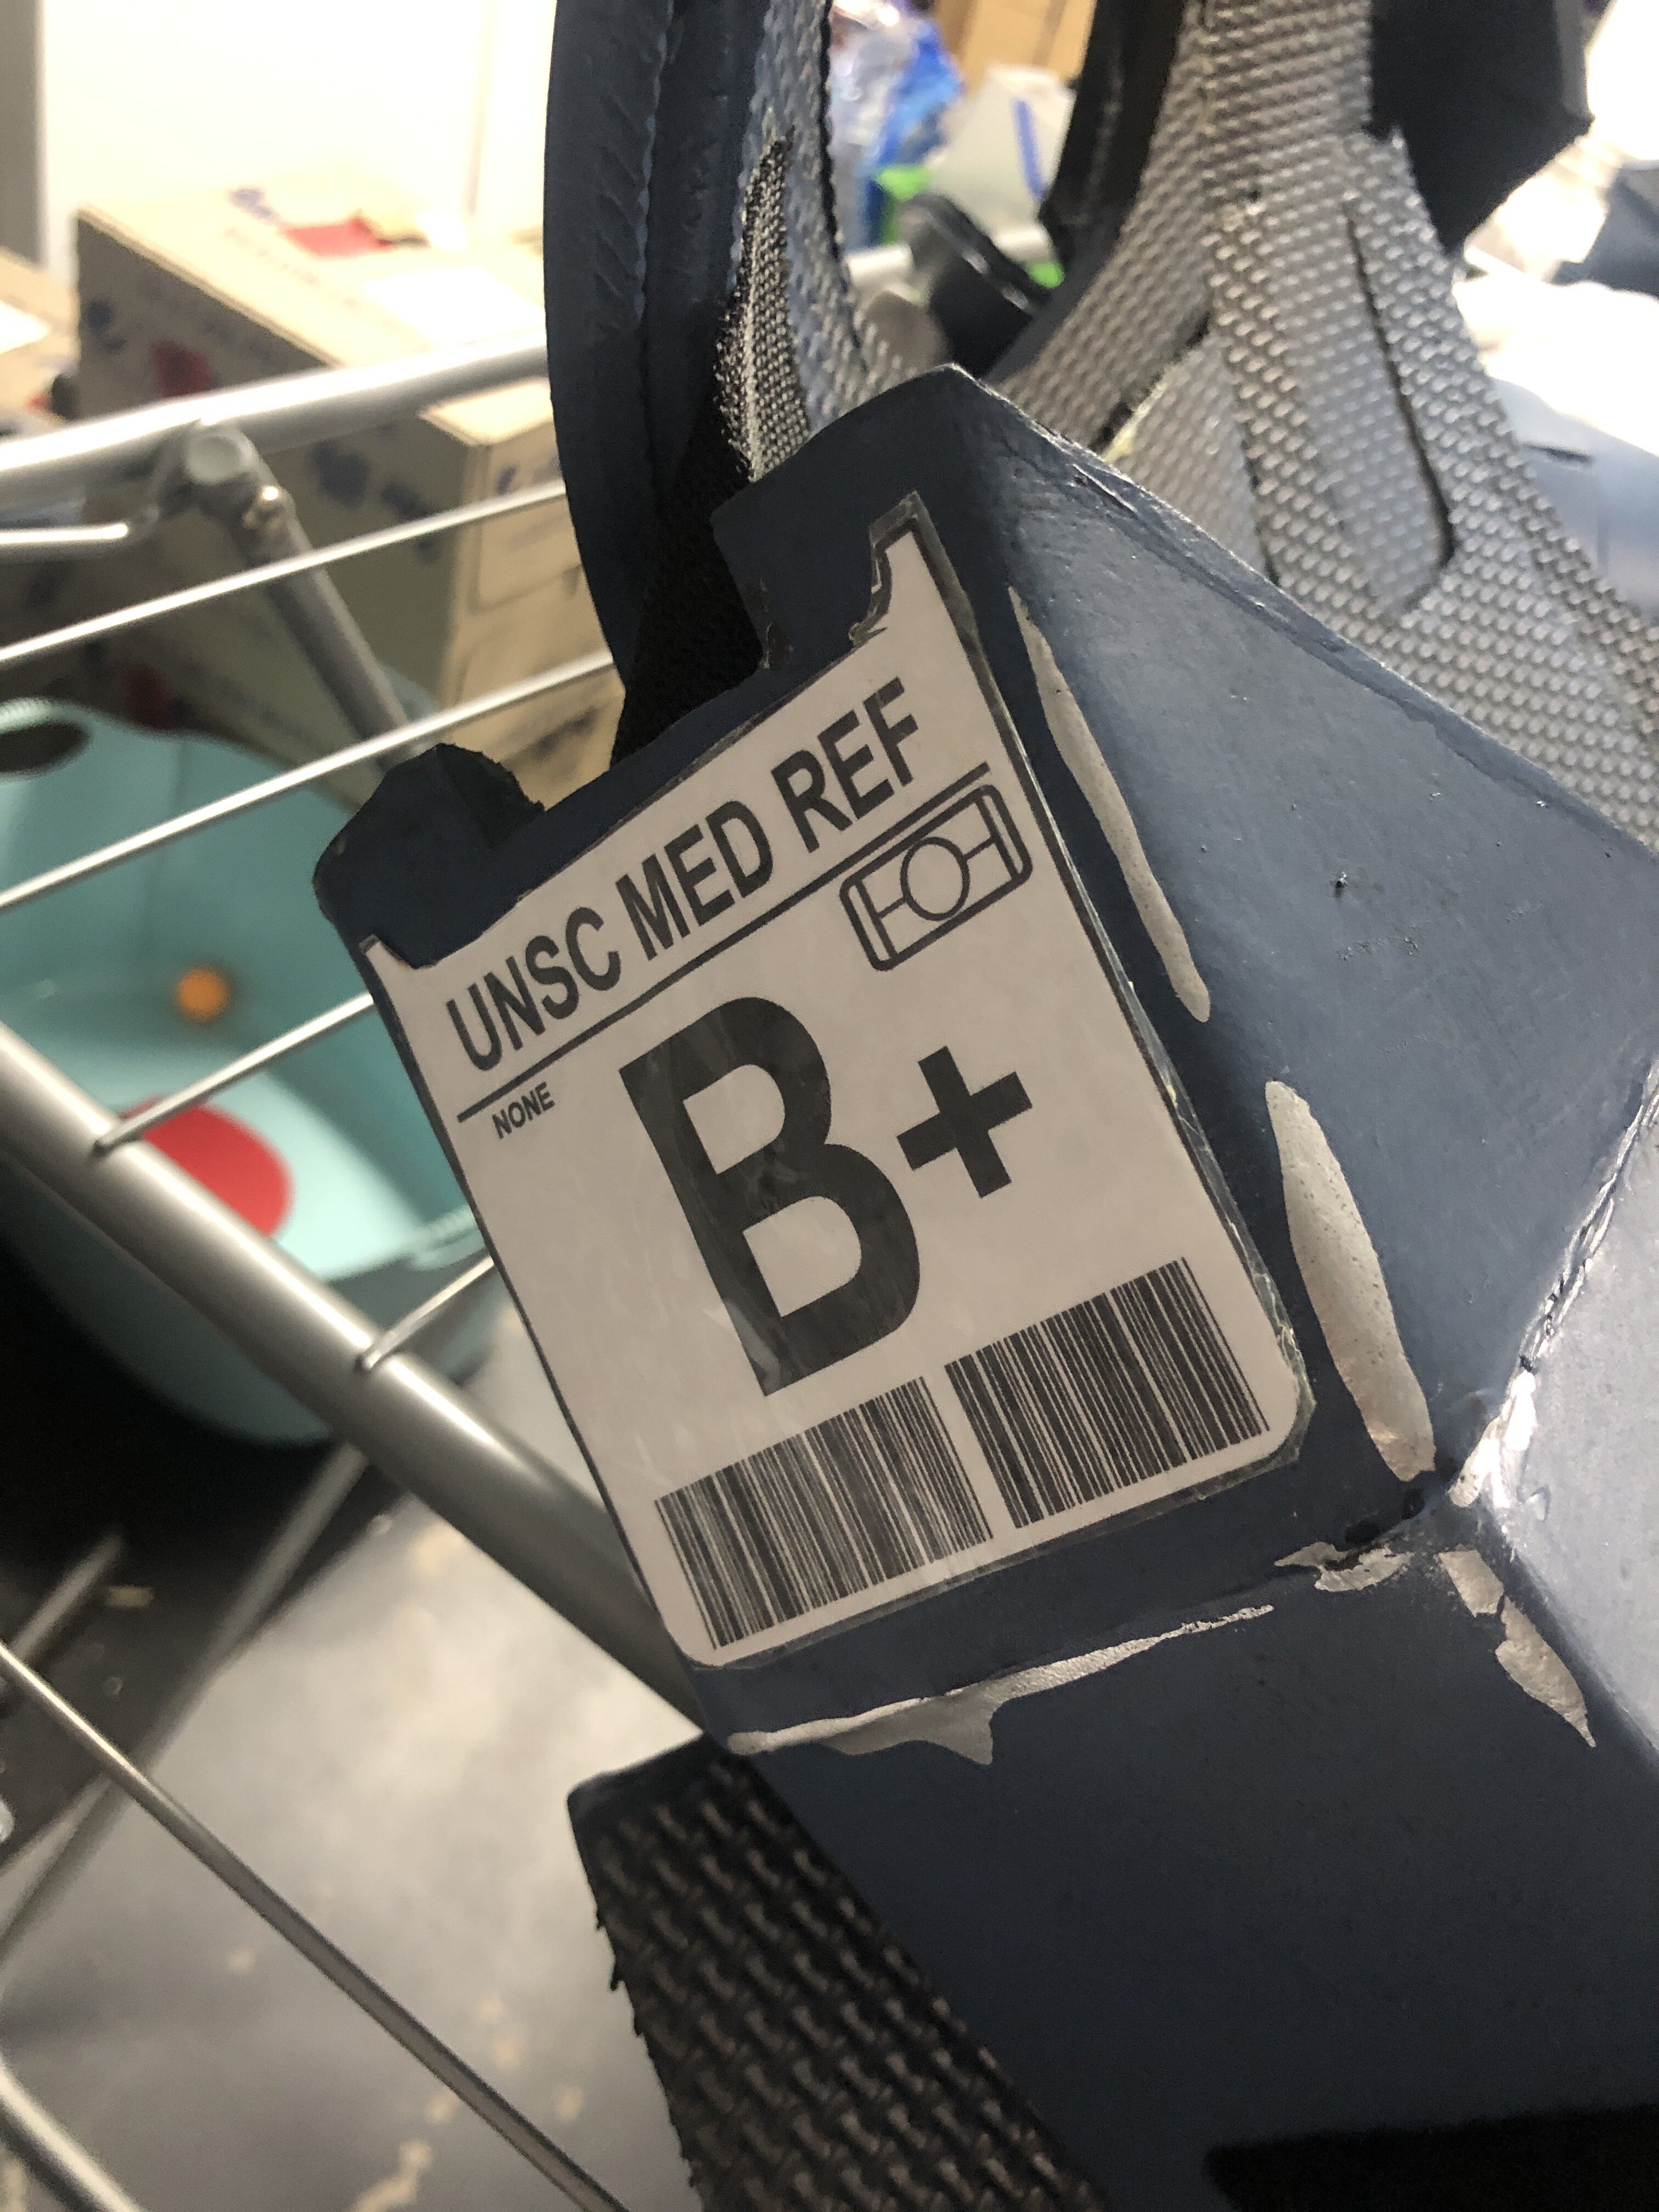 UNSC MED REF
NONE
B+